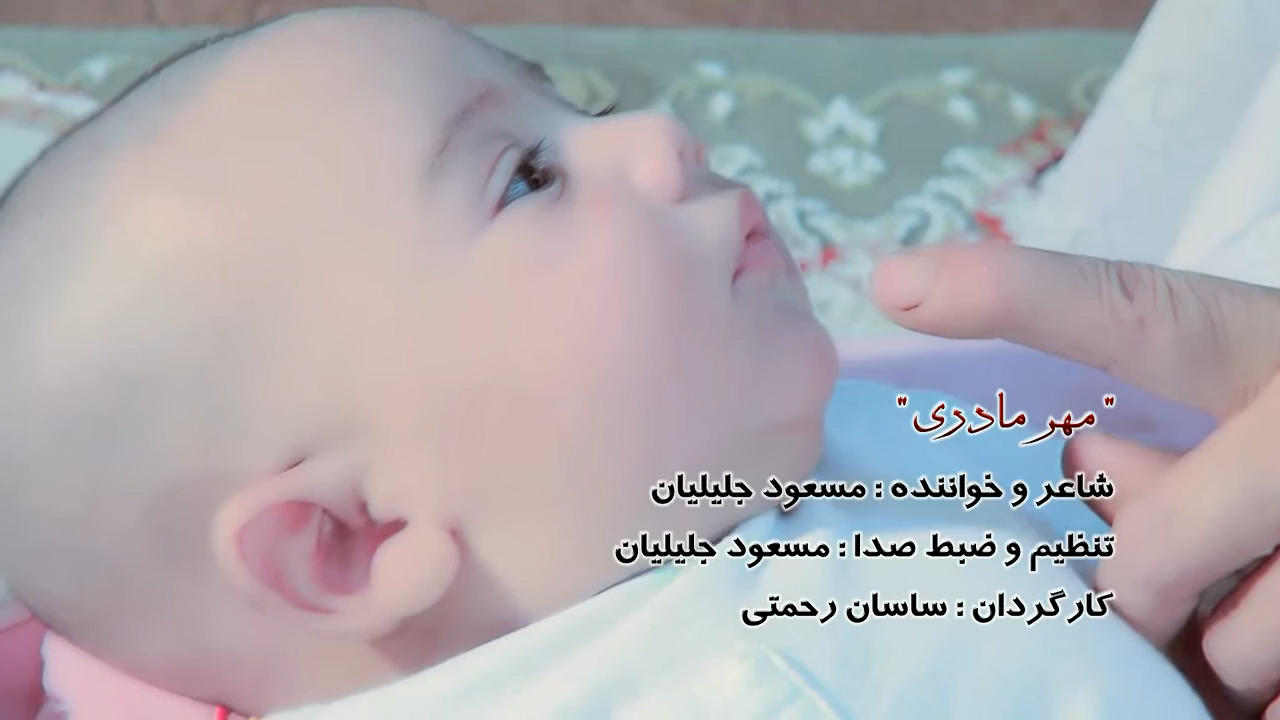 "مهر مادری"
شاعر و خواننده : مسعود جلیلیان
تنظیم و ضبط صدا : مسعود جلیلیان
کارگردان : ساسان رحمتی